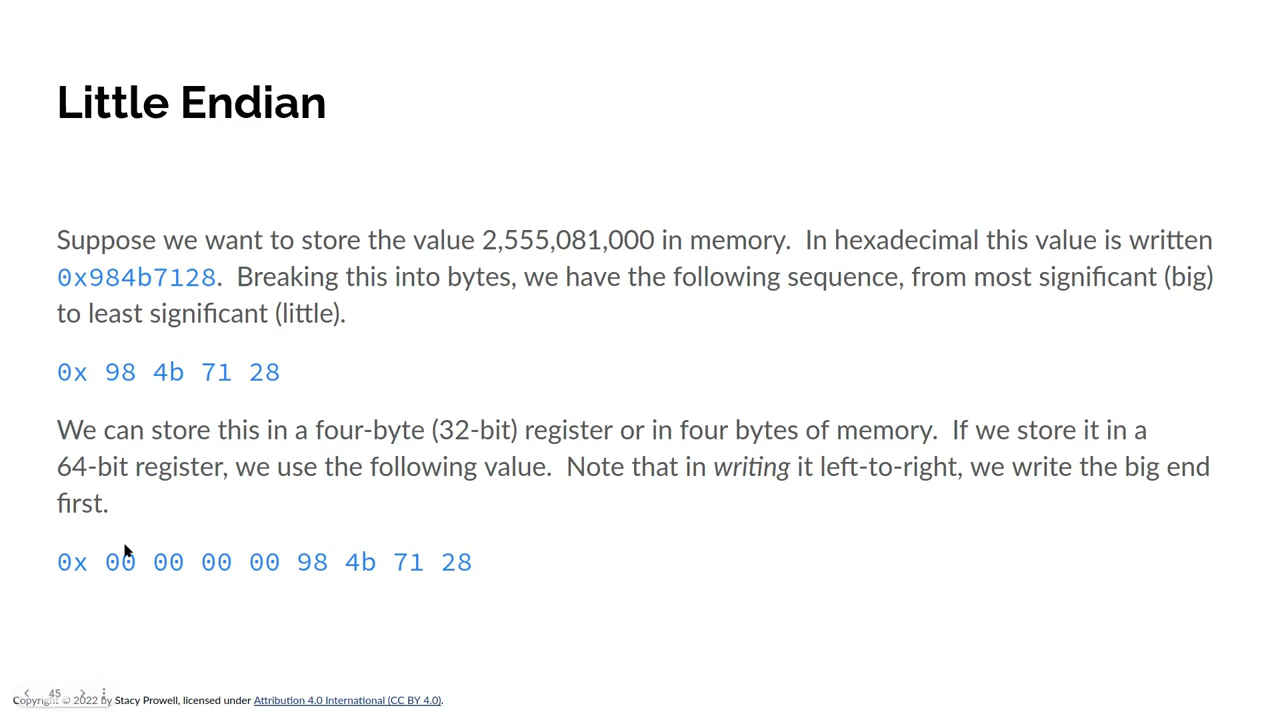 Little Endian
Suppose we want to store the value 2,555,081,000 in memory.  In hexadecimal this value is written
0x984b7128.  Breaking this into bytes, we have the following sequence, from most significant (big)
to least significant (little).
0x 98 4b 71 28
We can store this in a four-byte (32-bit) register or in four bytes of memory.  If we store it in a
64-bit register, we use the following value.  Note that in writing it left-to-right, we write the big end
first.
0x 00 00 00 00 98 4b 71 28
45
Copyright © 2022 by Stacy Prowell, licensed under Attribution 4.0 International (CC BY 4.0).